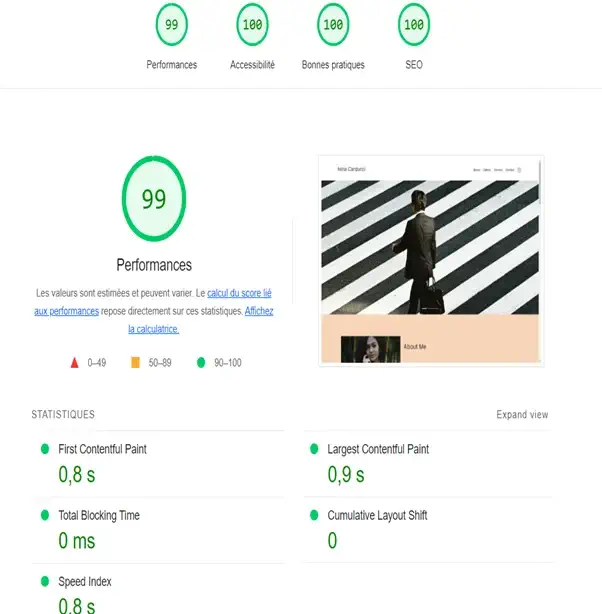 99 100 100 100
Performances Accessibilité Bonnes pratiques SEO
99
Performances
Les valeurs sont estimées et peuvent varier. Le calcul du score lié
aux performances repose directement sur ces statistiques. Affichez
la calculatrice.
0–49 50–89 90–100
About Me
STATISTIQUES Expand view
First Contentful Paint
0,8 s
Largest Contentful Paint
0,9 s
Total Blocking Time
0 ms
Cumulative Layout Shift
0
Speed Index
0,8 s